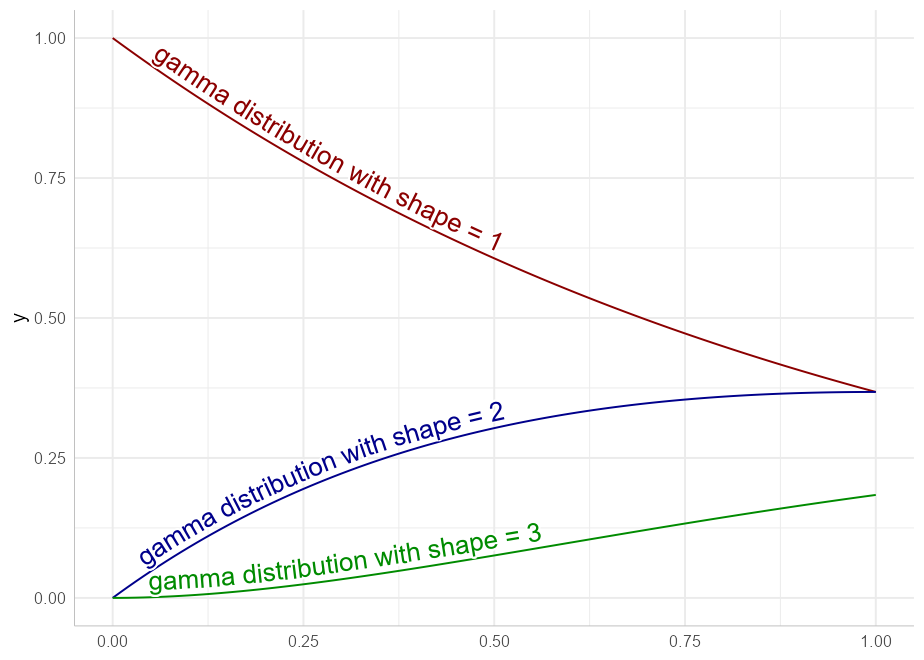 1.00
gamma distribution with shape = 1
0.75
y
0.50
gamma distribution with shape = 2
0.25
gamma distribution with shape = 3
0.00
0.00 0.25 0.50 0.75 1.00